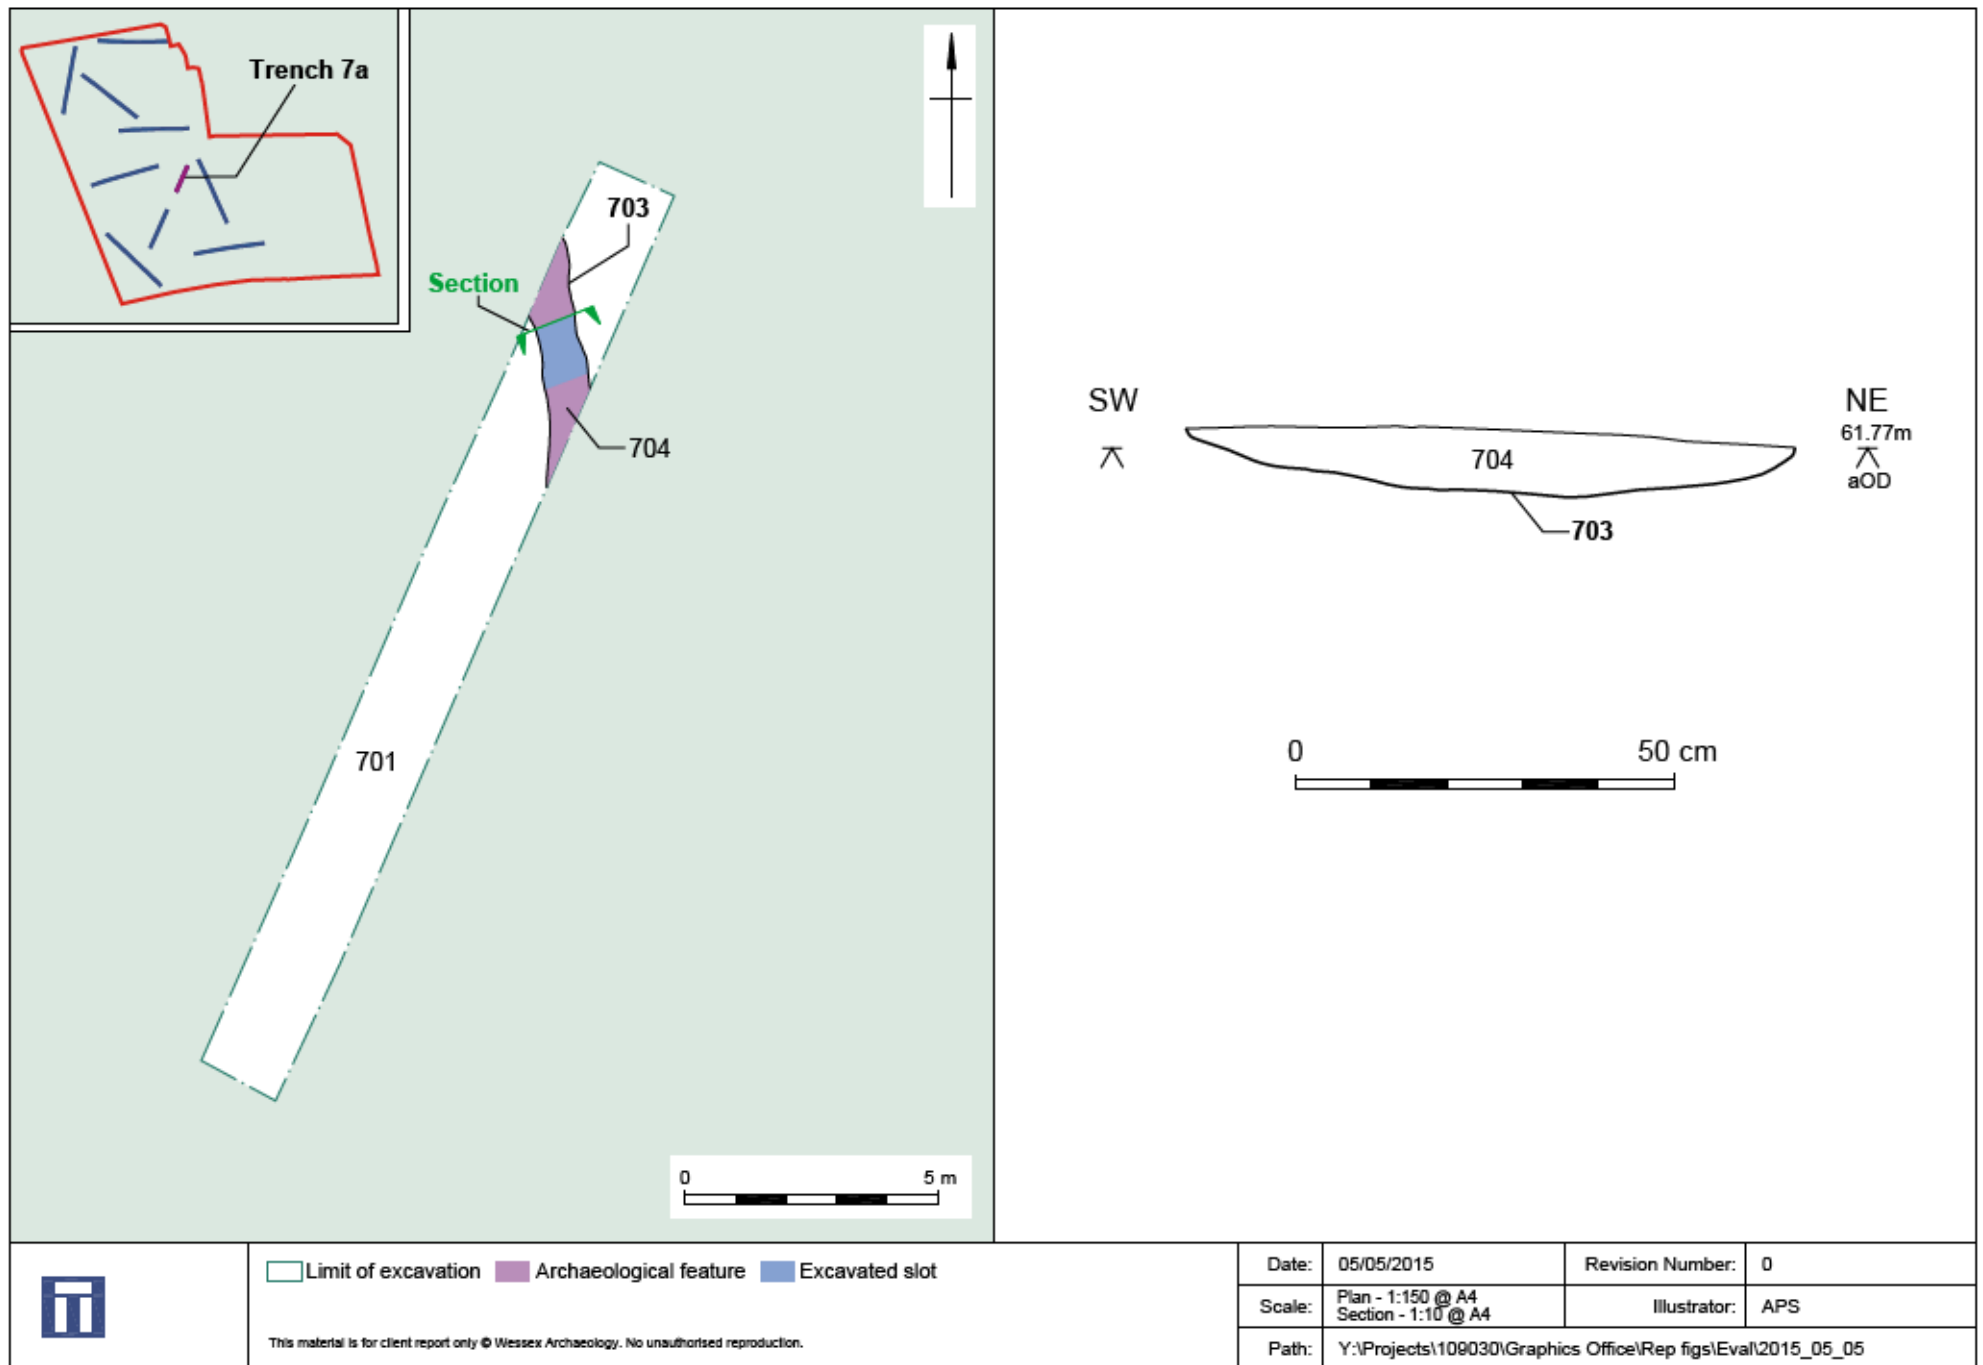 Trench 7a
703
Section
704
701
0 5 m
SW
NE
61.77m
aOD
704
703
0 50 cm
Limit of excavation Archaeological feature Excavated slot
This material is for client report only © Wessex Archaeology. No unauthorised reproduction.
Date: 05/05/2015 Revision Number: 0
Scale: Plan - 1:150 @ A4
Section - 1:10 @ A4 Illustrator: APS
Path: Y:\Projects\109030\Graphics Office\Rep figs\Eval\2015_05_05